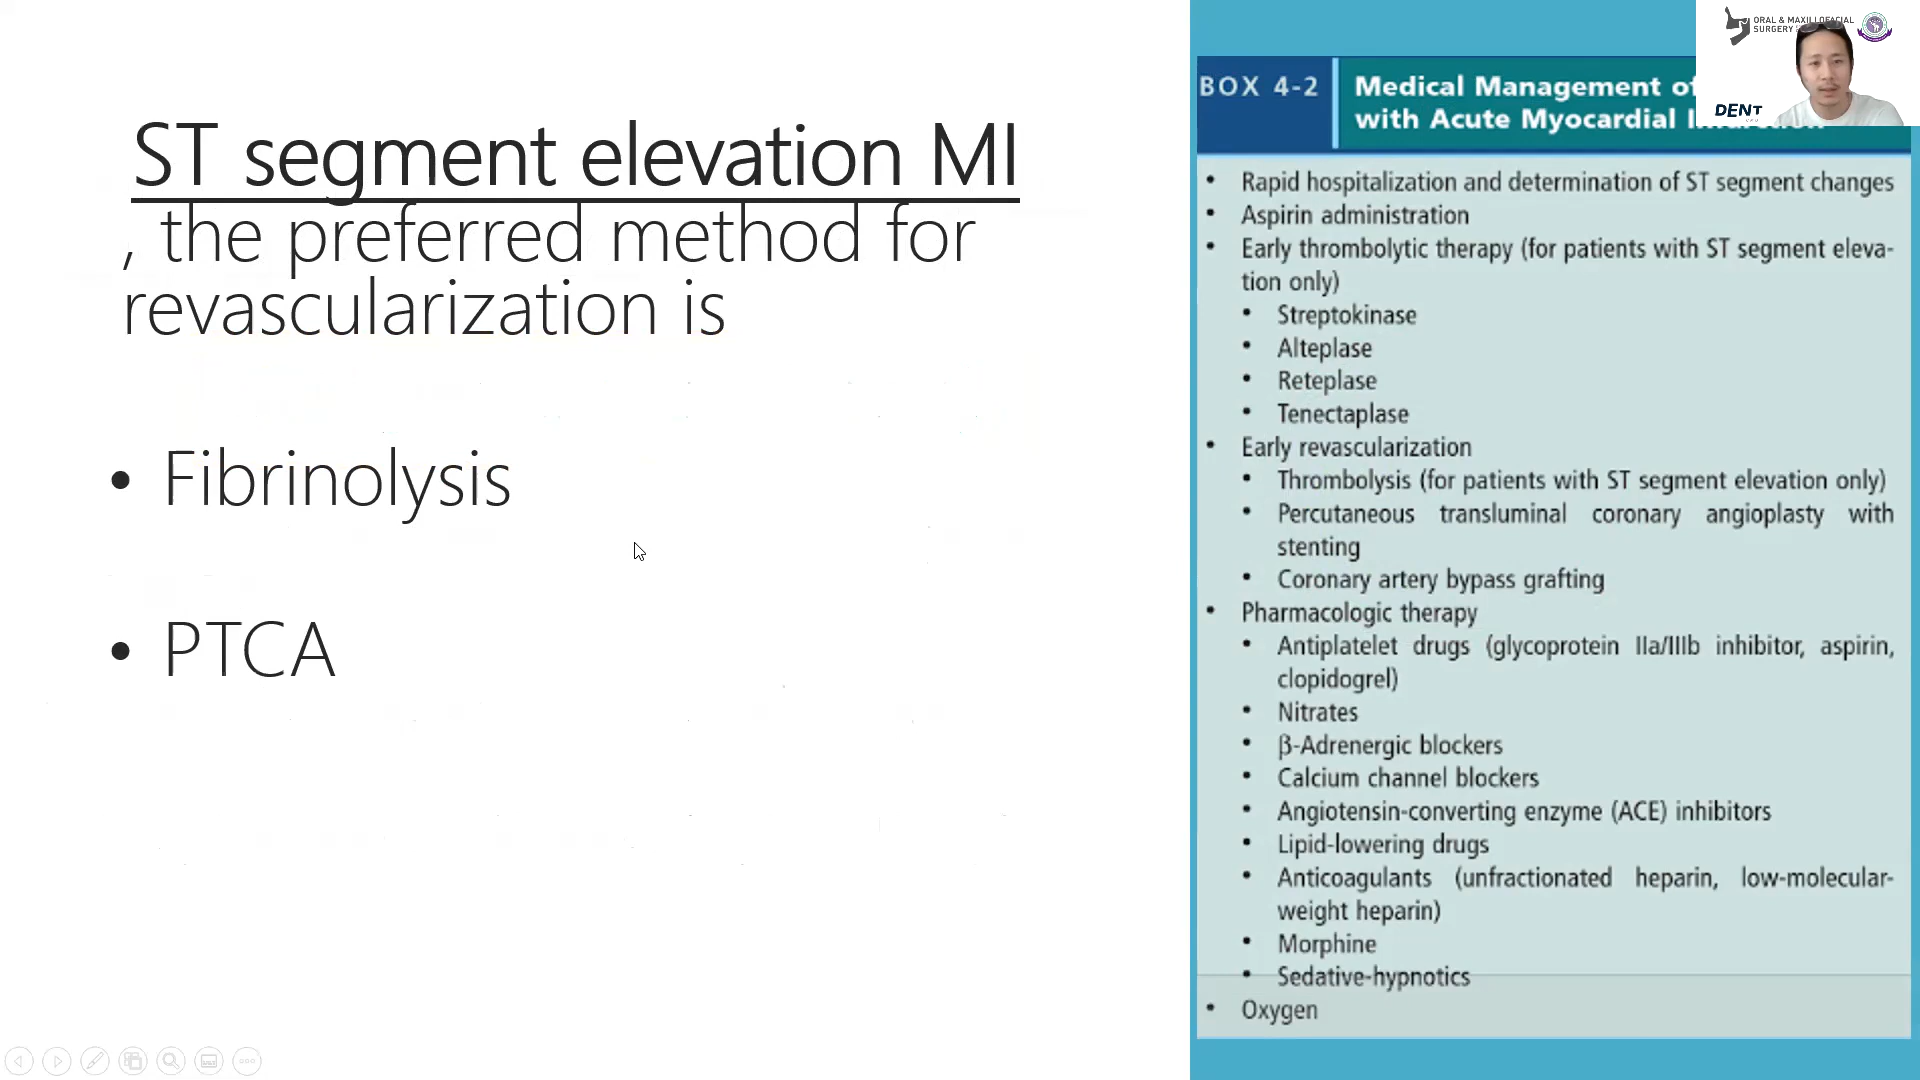 ST segment elevation MI
, the preferred method for
revascularization is
• Fibrinolysis
• PTCA
ORAL & MAXILLOFACIAL
SURGERY
DENT
BOX 4-2
Medical Management of
with Acute Myocardial
• Rapid hospitalization and determination of ST segment changes
• Aspirin administration
• Early thrombolytic therapy (for patients with ST segment eleva-
tion only)
• Streptokinase
• Alteplase
• Reteplase
• Tenectaplase
• Early revascularization
• Thrombolysis (for patients with ST segment elevation only)
• Percutaneous transluminal coronary angioplasty with
stenting
• Coronary artery bypass grafting
• Pharmacologic therapy
• Antiplatelet drugs (glycoprotein IIa/IIIb inhibitor, aspirin,
clopidogrel)
• Nitrates
• β-Adrenergic blockers
• Calcium channel blockers
• Angiotensin-converting enzyme (ACE) inhibitors
• Lipid-lowering drugs
• Anticoagulants (unfractionated heparin, low-molecular-
weight heparin)
• Morphine
• Sedative-hypnotics
• Oxygen